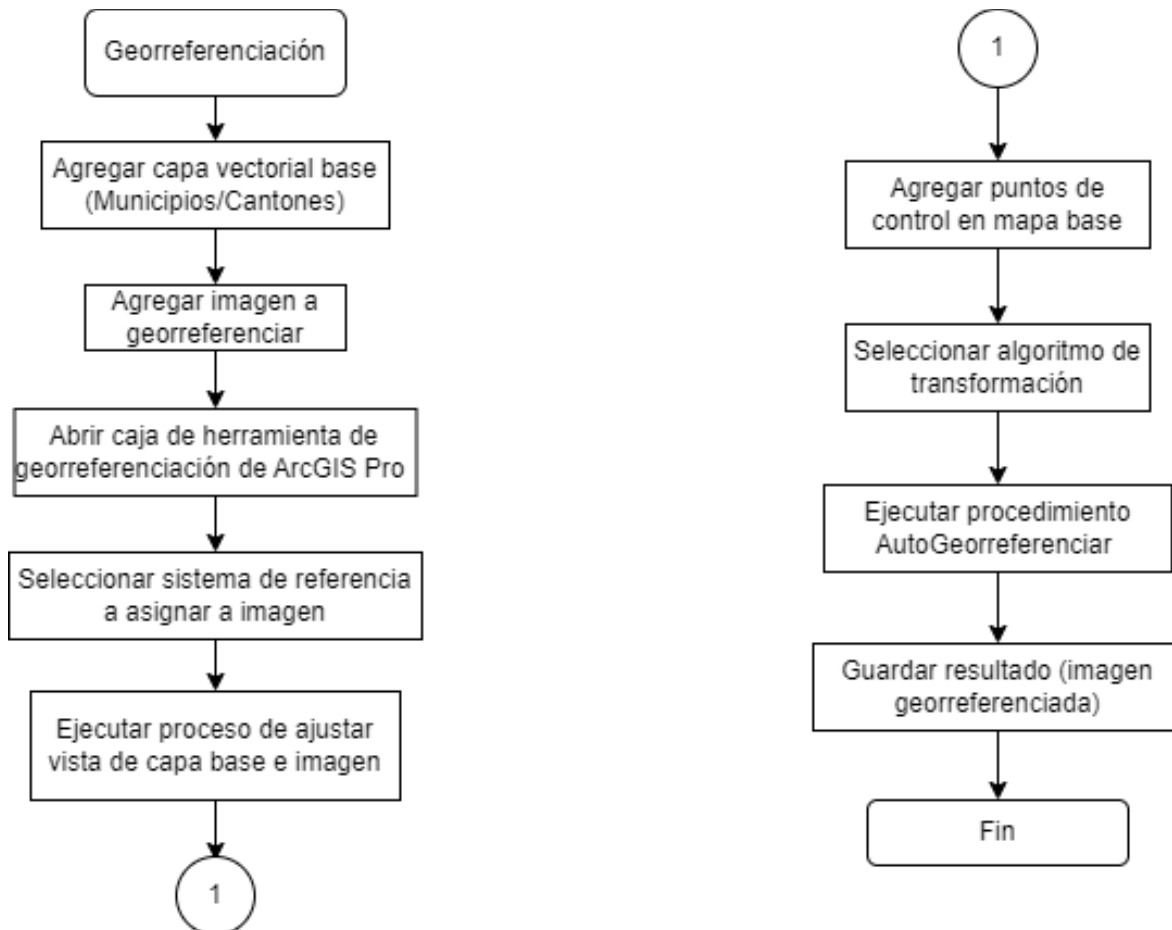 Georreferenciación
Agregar capa vectorial base
(Municipios/Cantones)
Agregar imagen a
georreferenciar
Abrir caja de herramienta de
georreferenciación de ArcGIS Pro
Seleccionar sistema de referencia
a asignar a imagen
Ejecutar proceso de ajustar
vista de capa base e imagen
1
1
Agregar puntos de
control en mapa base
Seleccionar algoritmo de
transformación
Ejecutar procedimiento
AutoGeorreferenciar
Guardar resultado (imagen
georreferenciada)
Fin